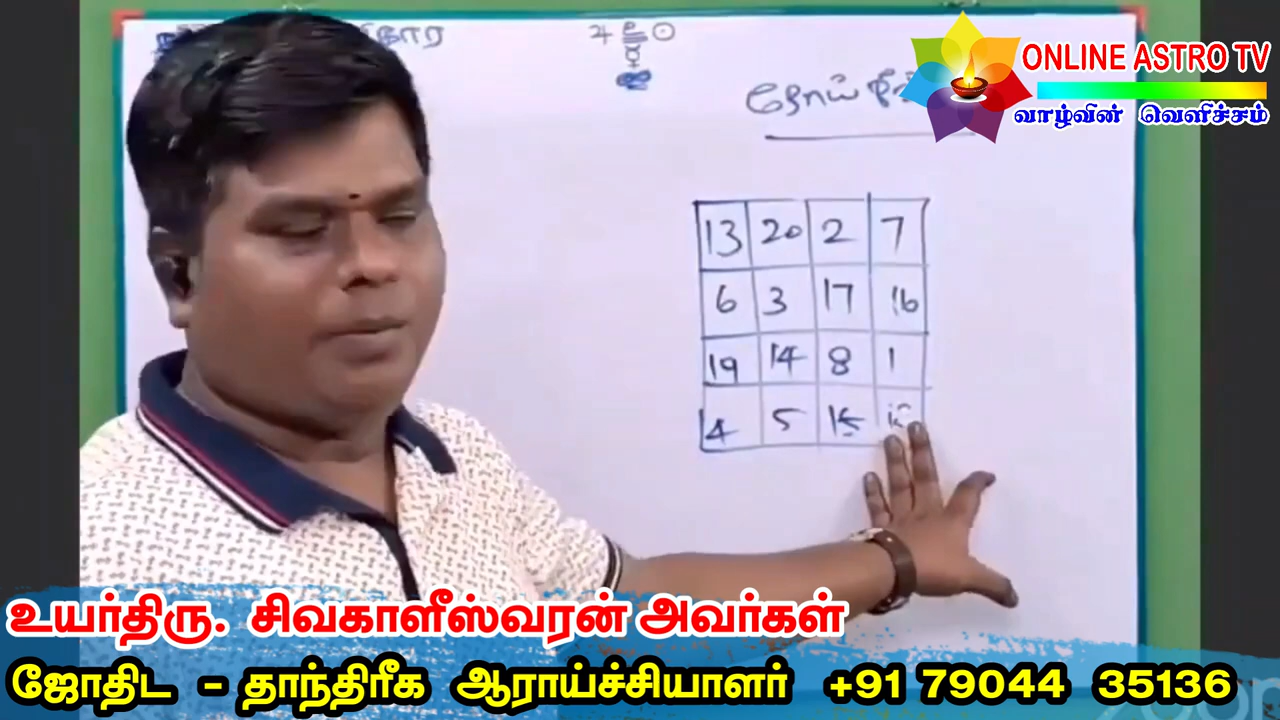 ONLINE ASTRO TV
வாழ்வின் வெளிச்சம்
13 20 2 7
6 3 17 16
19 14 8 1
4 5 15
உயர்திரு. சிவகாளீஸ்வரன் அவர்கள்
ஜோதிட - தாந்திரீக ஆராய்ச்சியாளர் +91 79044 35136